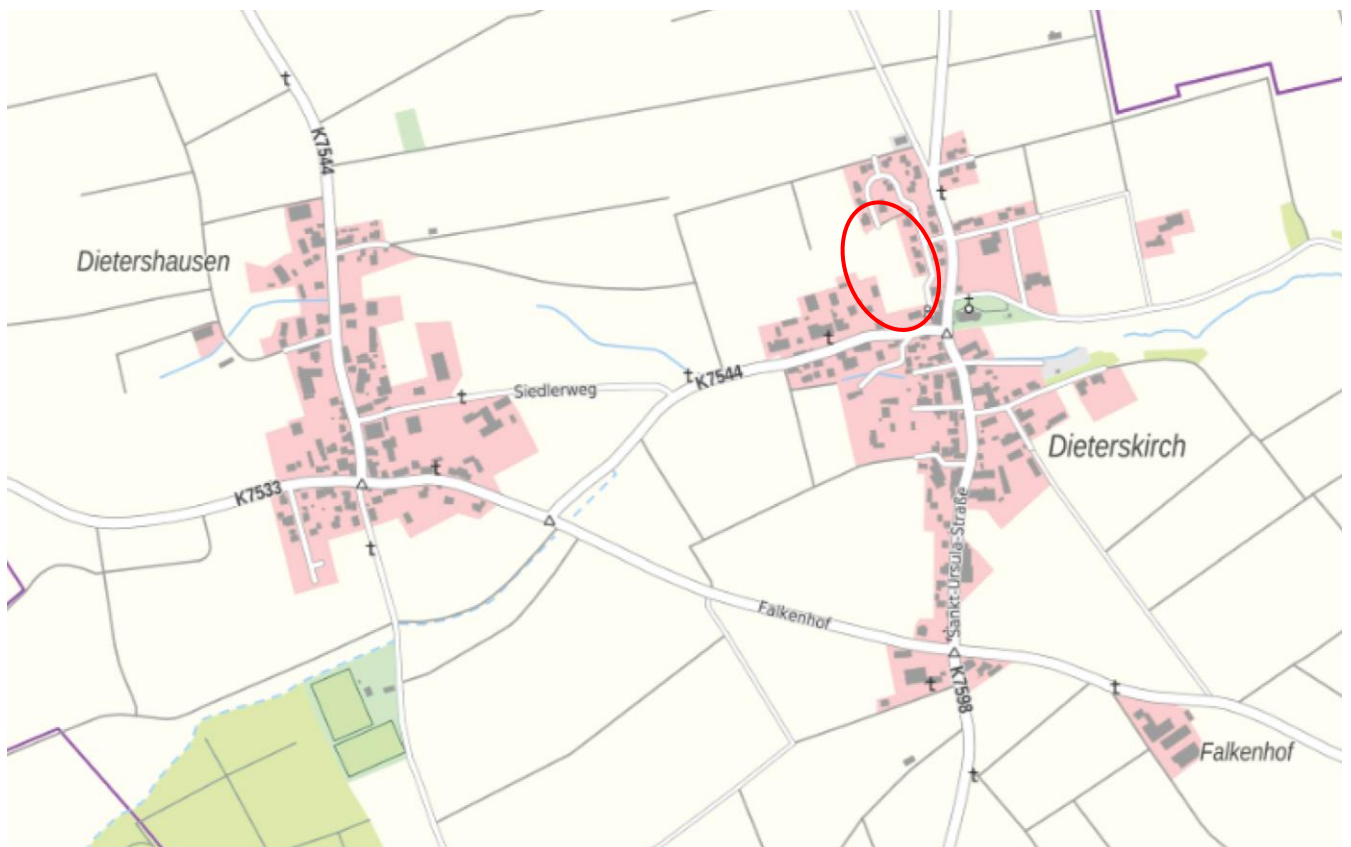 K7544
Dietershausen
Siedlerweg
K7544
Dieterskirch
K7533
Sankt-Ursula-Straße
Falkenhof
K7598
Falkenhof